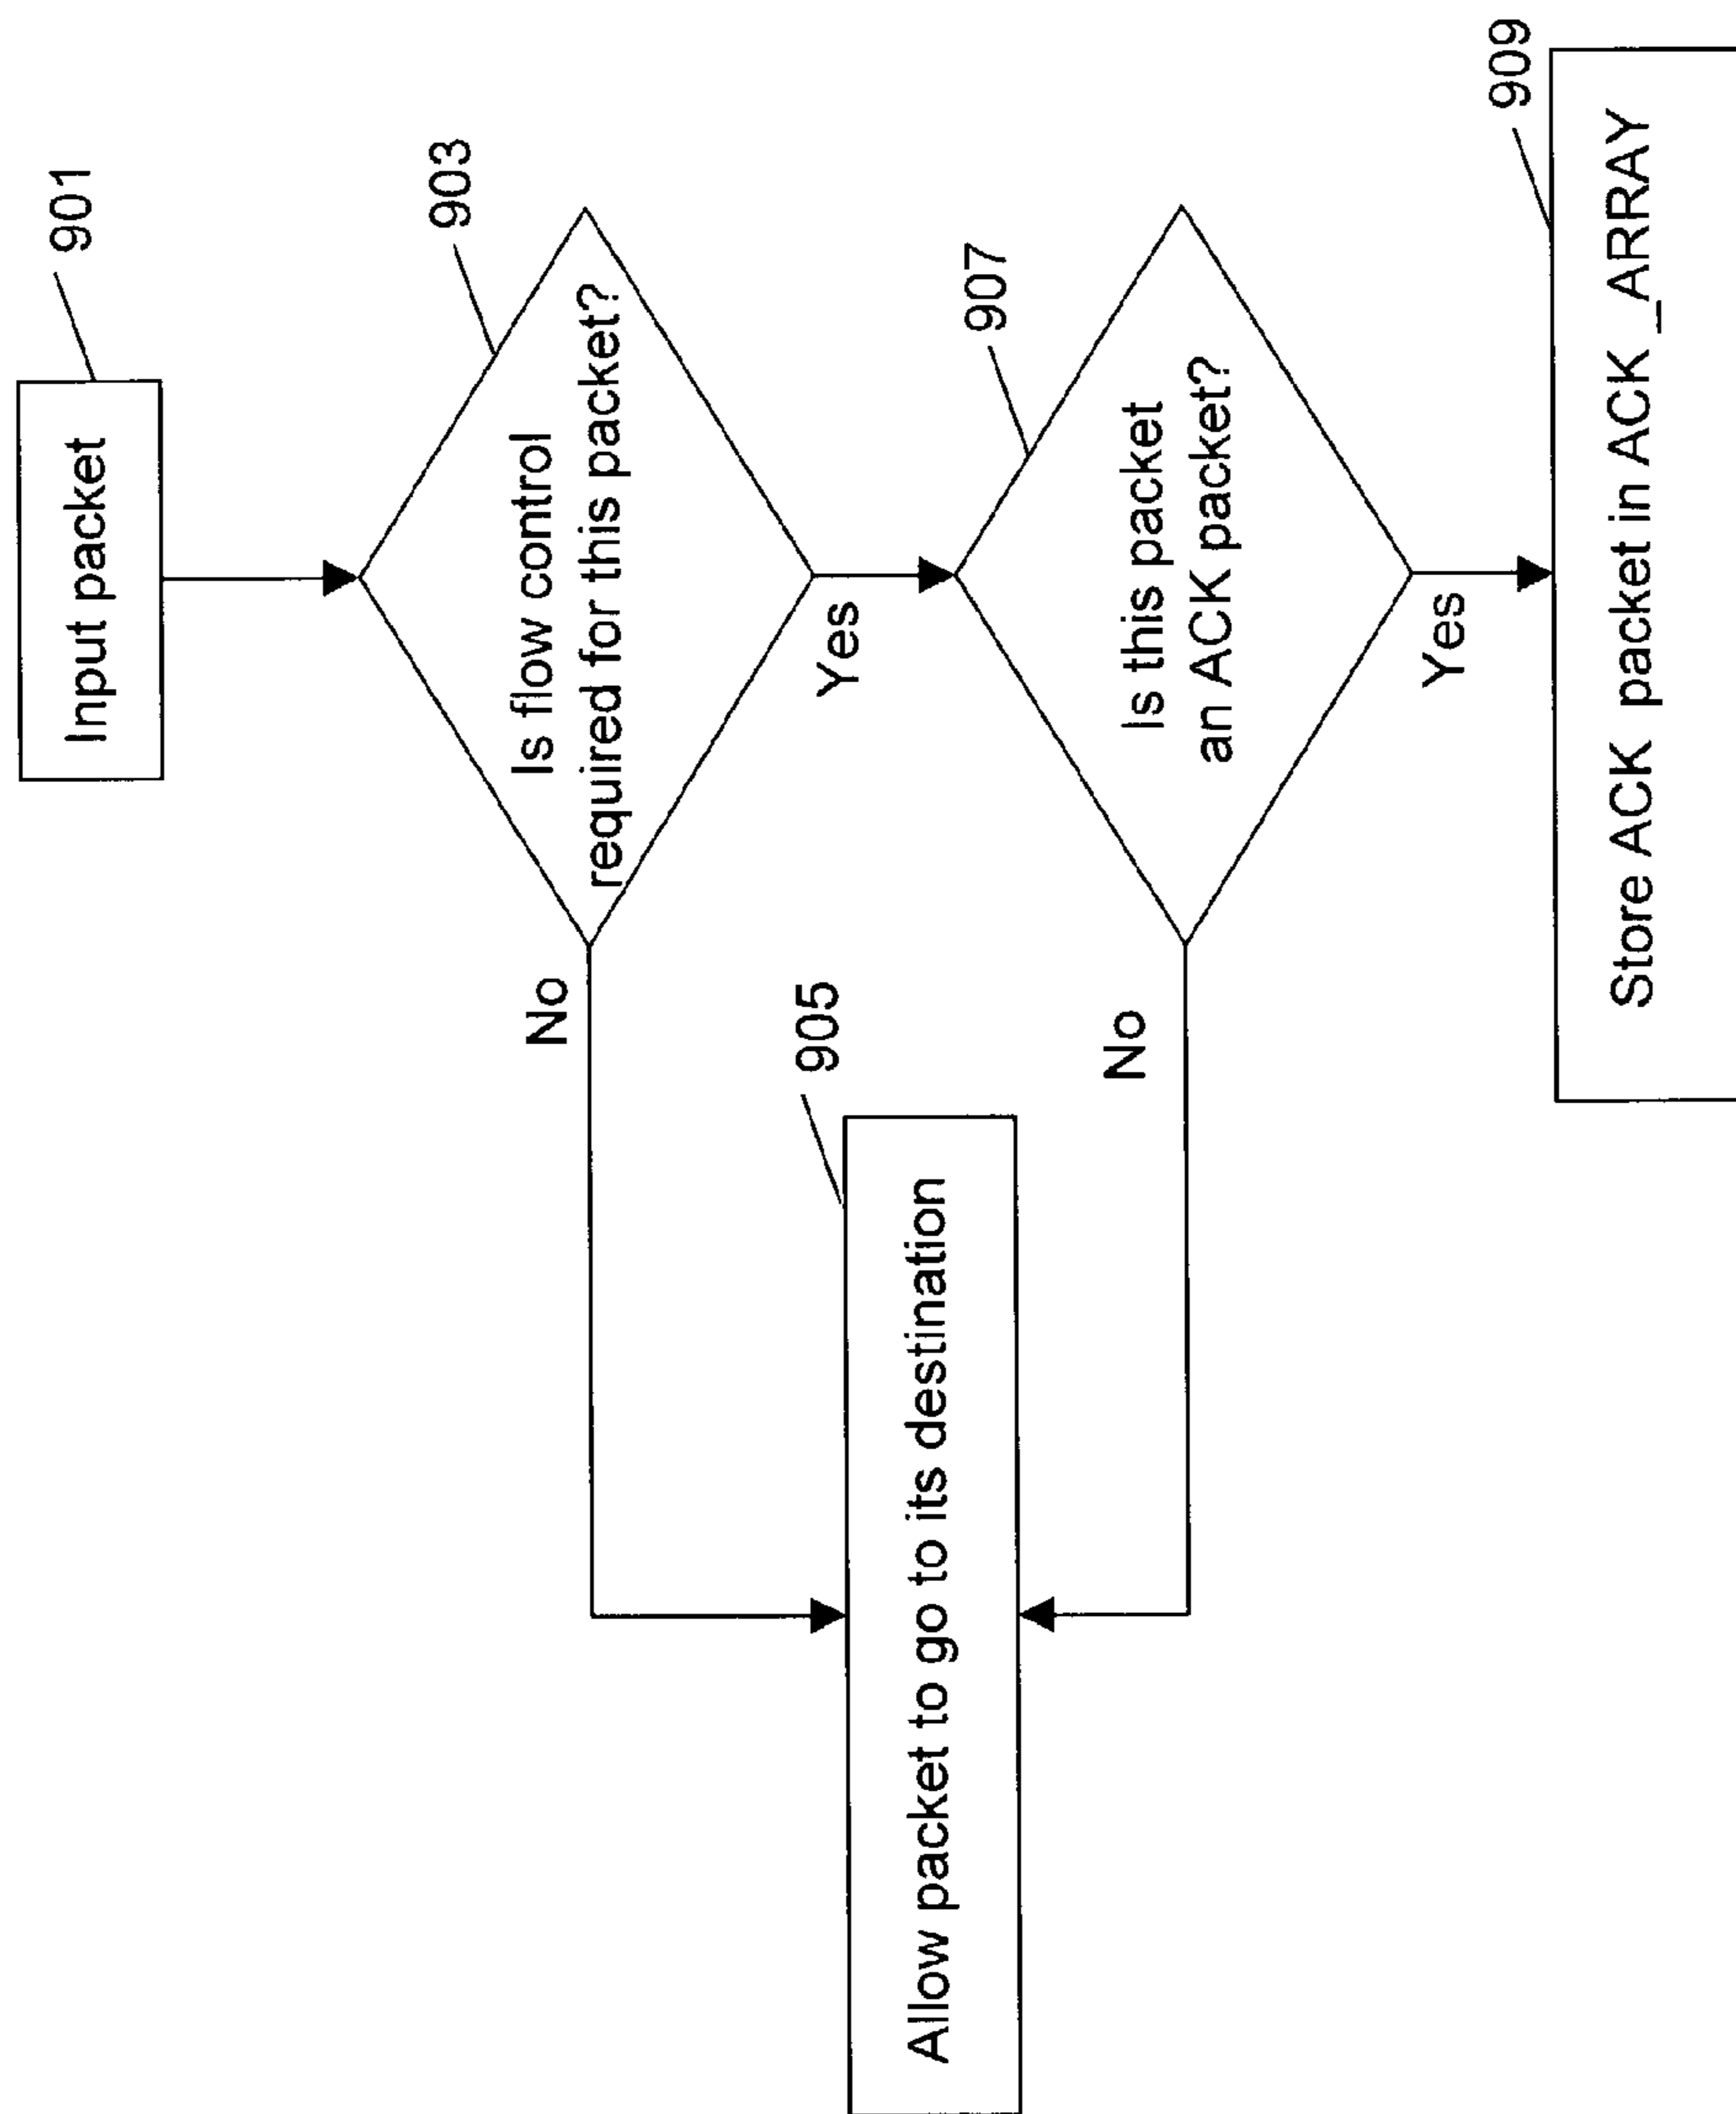 901
Input packet
903
Is flow control
required for this packet?
No
Yes
905
Allow packet to go to its destination
907
Is this packet
an ACK packet?
No
Yes
909
Store ACK packet in ACK_ARRAY